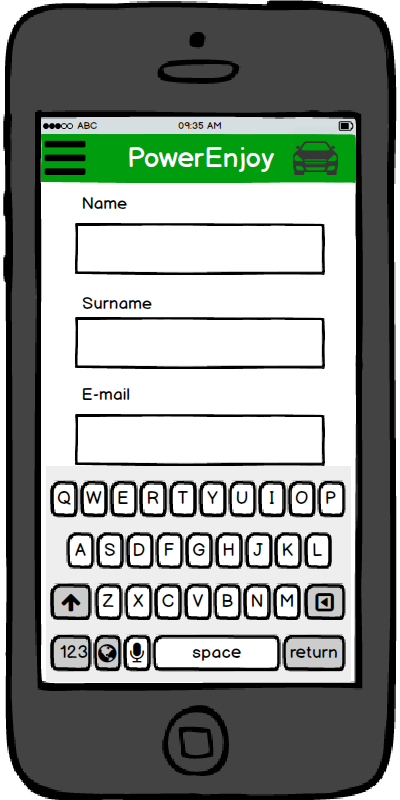 ABC 09:35 AM
PowerEnjoy
Name
Surname
E-mail
Q W E R T Y U I O P
A S D F G H J K L
Z X C V B N M
123 space return